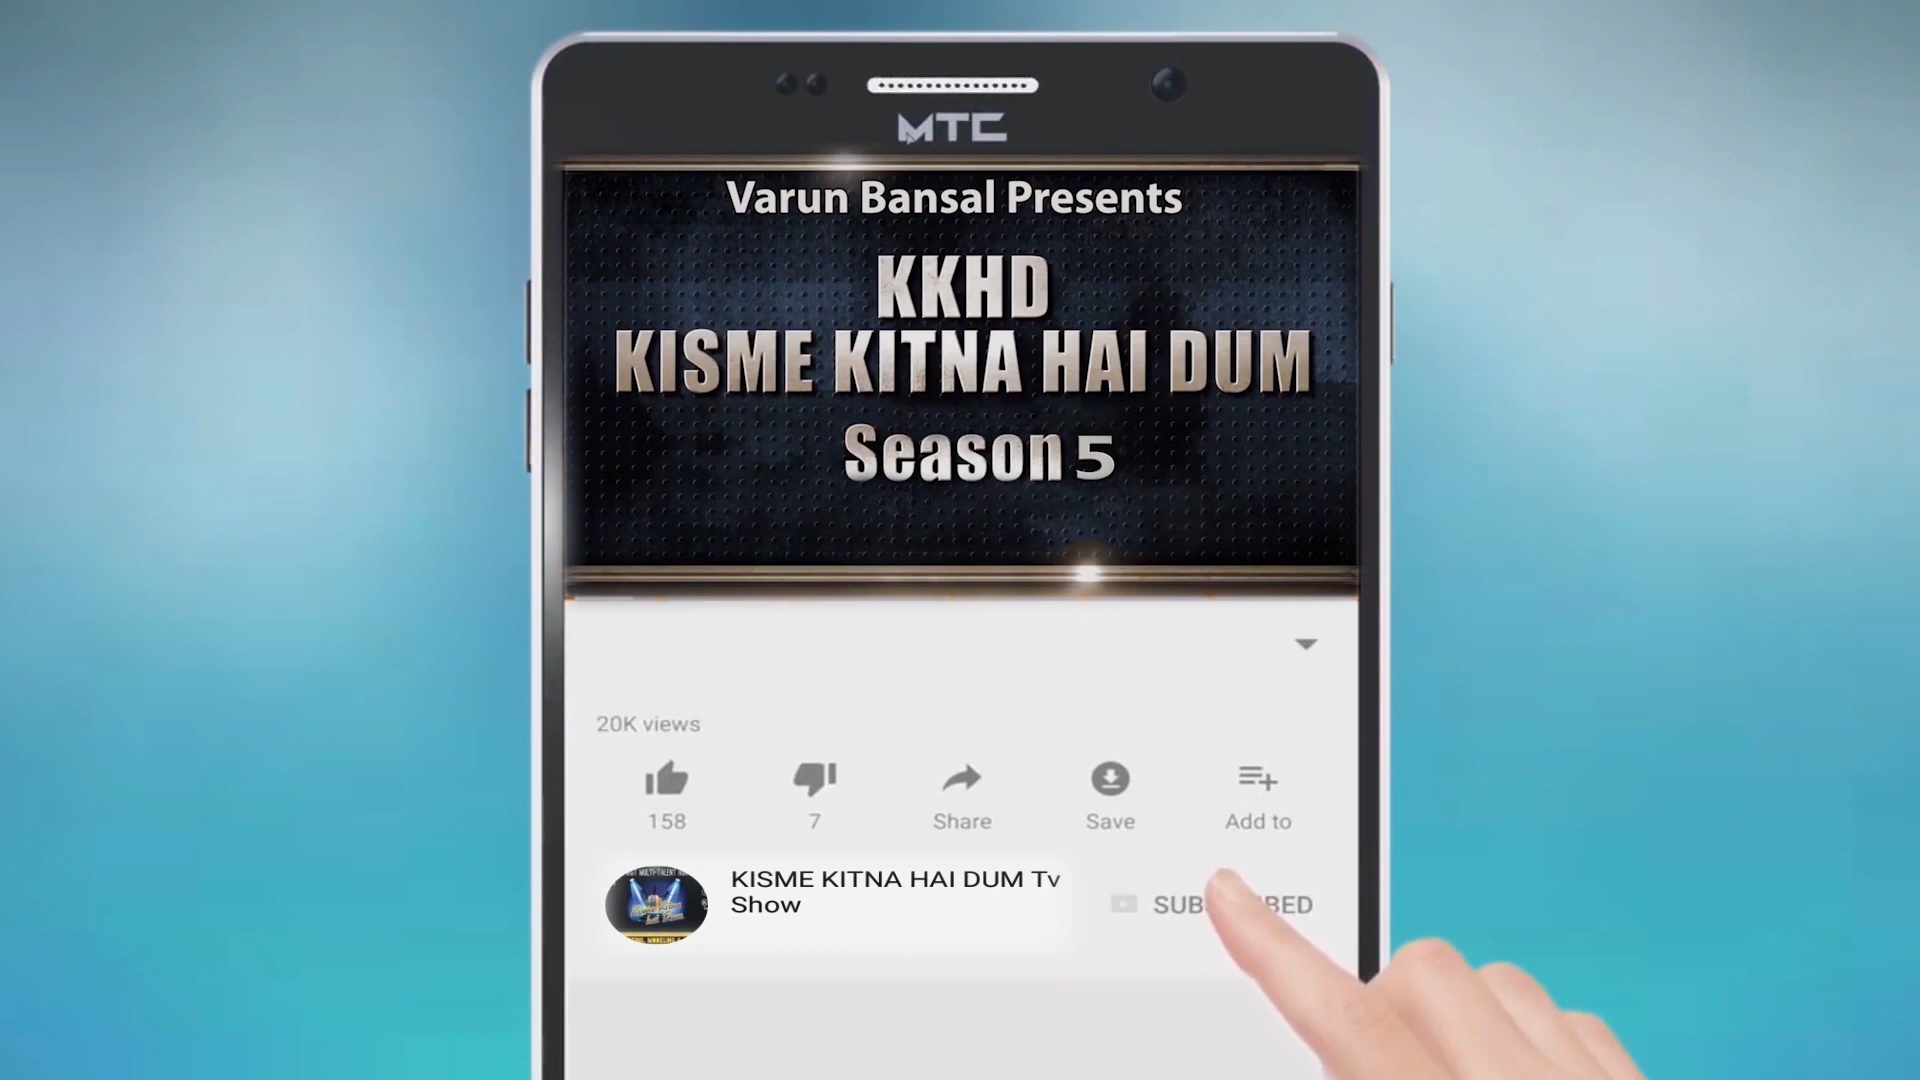 MTC
Varun Bansal Presents
KKHD
KISME KITNA HAI DUM
Season 5
20K views
158
7
Share
Save
Add to
KISME KITNA HAI DUM Tv
Show